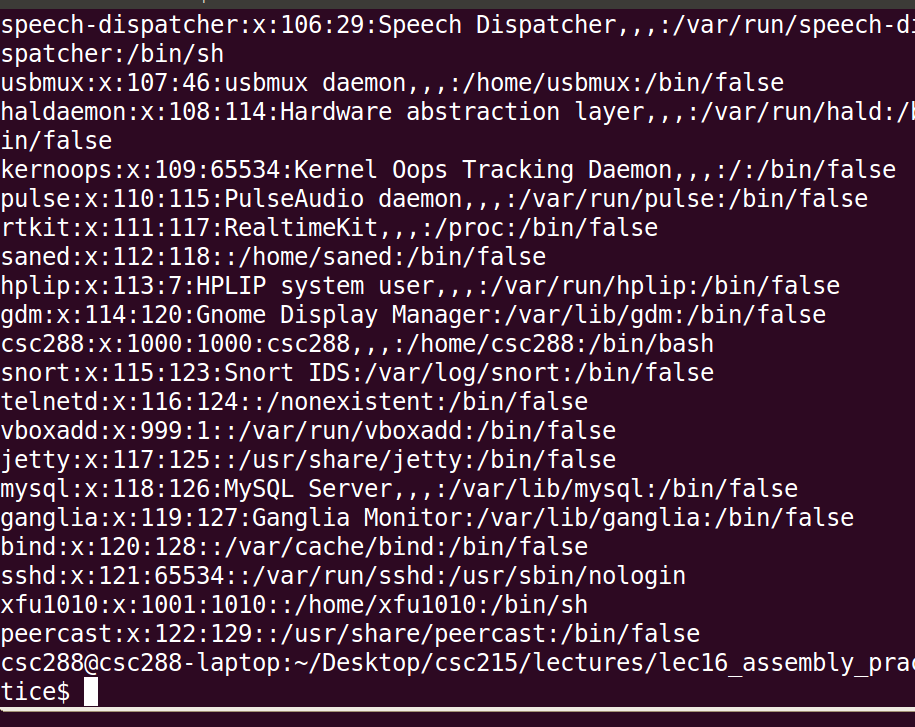 speech-dispatcher:x:106:29:Speech Dispatcher,,,:/var/run/speech-di
spatcher:/bin/sh
usbmux:x:107:46:usbmux daemon,,,:/home/usbmux:/bin/false
haldaemon:x:108:114:Hardware abstraction layer,,,:/var/run/hald:/b
in/false
kernoops:x:109:65534:Kernel Oops Tracking Daemon,,,:/:/bin/false
pulse:x:110:115:PulseAudio daemon,,,:/var/run/pulse:/bin/false
rtkit:x:111:117:RealtimeKit,,,:/proc:/bin/false
saned:x:112:118::/home/saned:/bin/false
hplip:x:113:7:HPLIP system user,,,:/var/run/hplip:/bin/false
gdm:x:114:120:Gnome Display Manager:/var/lib/gdm:/bin/false
csc288:x:1000:1000:csc288,,,:/home/csc288:/bin/bash
snort:x:115:123:Snort IDS:/var/log/snort:/bin/false
telnetd:x:116:124::/nonexistent:/bin/false
vboxadd:x:999:1::/var/run/vboxadd:/bin/false
jetty:x:117:125::/usr/share/jetty:/bin/false
mysql:x:118:126:MySQL Server,,,:/var/lib/mysql:/bin/false
ganglia:x:119:127:Ganglia Monitor:/var/lib/ganglia:/bin/false
bind:x:120:128::/var/cache/bind:/bin/false
sshd:x:121:65534::/var/run/sshd:/usr/sbin/nologin
xfu1010:x:1001:1010::/home/xfu1010:/bin/sh
peercast:x:122:129::/usr/share/peercast:/bin/false
csc288@csc288-laptop:~/Desktop/csc215/lectures/lec16_assembly_prac
tice$